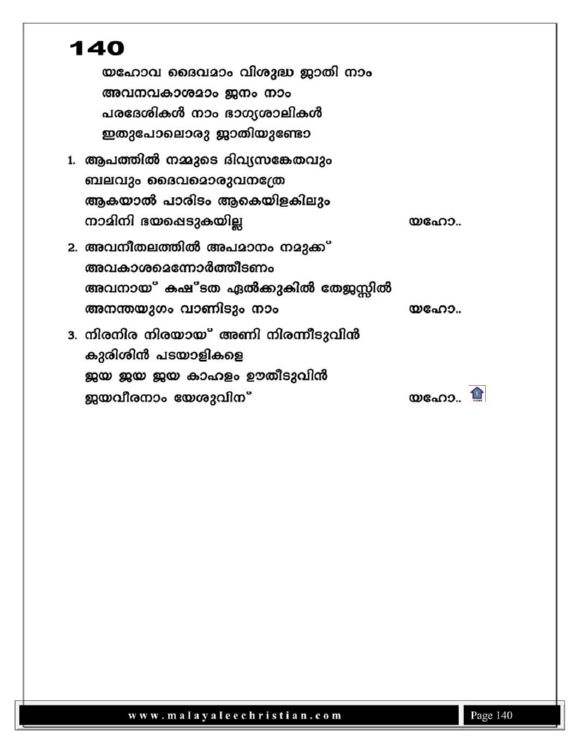 140
യഹോവ ദൈവമാം വിശുദ്ധ ജാതി നാം
അവനവകാശമാം ജനം നാം
പരദേശികൾ നാം ഭാഗ്യശാലികൾ
ഇതുപോലൊരു ജാതിയുണ്ടോ
1. ആപത്തിൽ നമ്മുടെ ദിവ്യസങ്കേതവും
ബലവും ദൈവമൊരുവനത്രേ
ആകയാൽ പാരിടം ആകെയിളകിലും
നാമിനി ഭയപ്പെടുകയില്ല യഹോ..
2. അവനീതലത്തിൽ അപമാനം നമുക്ക്
അവകാശമെന്നോർത്തീടണം
അവനായ് കഷ്ടത ഏൽക്കുകിൽ തേജസ്സിൽ
അനന്തയുഗം വാണിടും നാം യഹോ..
3. നിരനിര നിരയായ് അണി നിരന്നീടുവിൻ
കുരിശിൻ പടയാളികളെ
ജയ ജയ ജയ കാഹളം ഊതീടുവിൻ
ജയവീരനാം യേശുവിന് യഹോ..
www.malayaleechristian.com Page 140